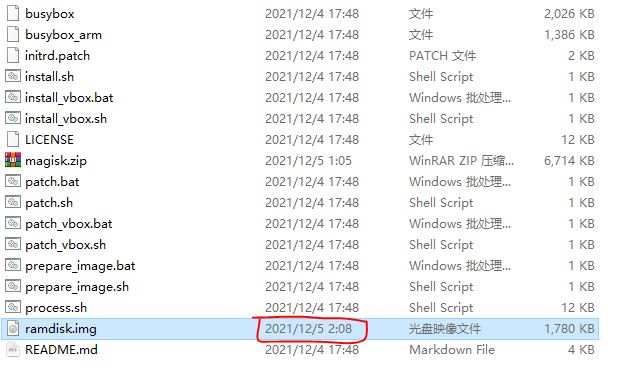 busybox 2021/12/4 17:48 文件 2,026 KB
busybox_arm 2021/12/4 17:48 文件 1,386 KB
initrd.patch 2021/12/4 17:48 PATCH 文件 2 KB
install.sh 2021/12/4 17:48 Shell Script 1 KB
install_vbox.bat 2021/12/4 17:48 Windows 批处理... 1 KB
install_vbox.sh 2021/12/4 17:48 Shell Script 1 KB
LICENSE 2021/12/4 17:48 文件 12 KB
magisk.zip 2021/12/5 1:05 WinRAR ZIP 压缩... 6,714 KB
patch.bat 2021/12/4 17:48 Windows 批处理... 1 KB
patch.sh 2021/12/4 17:48 Shell Script 1 KB
patch_vbox.bat 2021/12/4 17:48 Windows 批处理... 1 KB
patch_vbox.sh 2021/12/4 17:48 Shell Script 1 KB
prepare_image.bat 2021/12/4 17:48 Windows 批处理... 1 KB
prepare_image.sh 2021/12/4 17:48 Shell Script 1 KB
process.sh 2021/12/4 17:48 Shell Script 12 KB
ramdisk.img 2021/12/5 2:08 光盘映像文件 1,780 KB
README.md 2021/12/4 17:48 Markdown File 4 KB